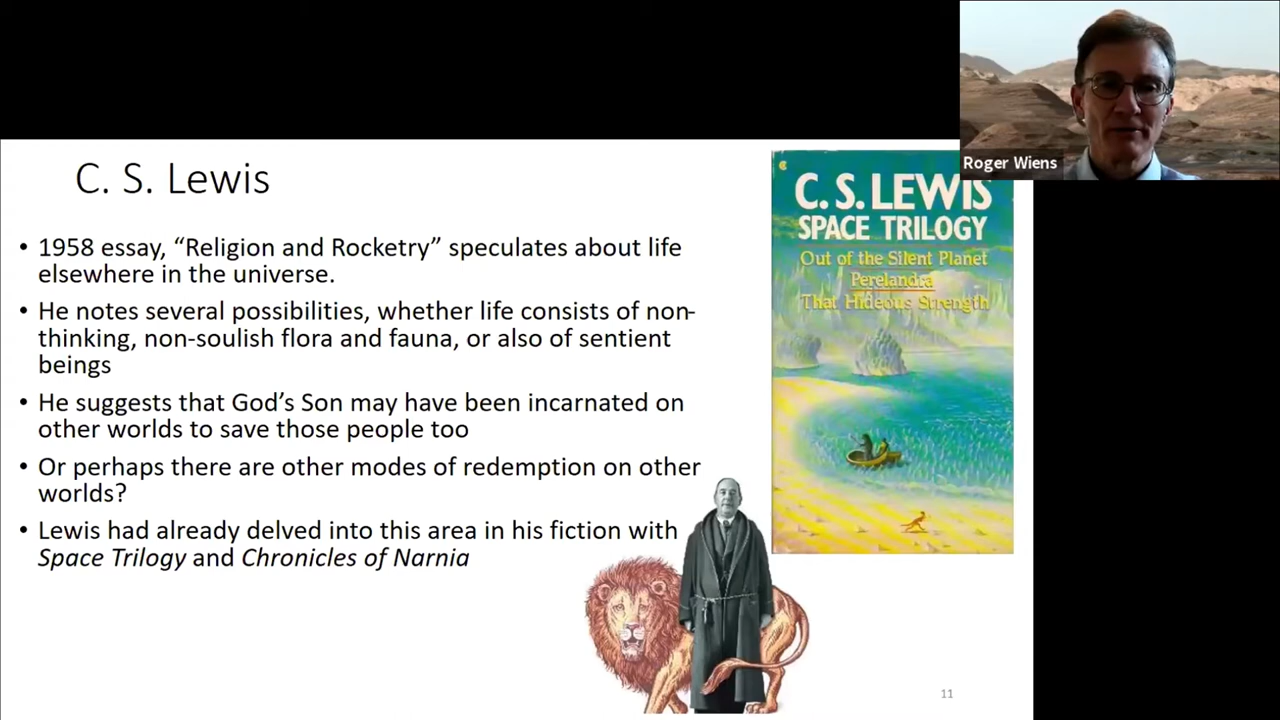 Roger Wiens
C. S. Lewis
• 1958 essay, “Religion and Rocketry” speculates about life
elsewhere in the universe.
• He notes several possibilities, whether life consists of non-
thinking, non-soulish flora and fauna, or also of sentient
beings
• He suggests that God’s Son may have been incarnated on
other worlds to save those people too
• Or perhaps there are other modes of redemption on other
worlds?
• Lewis had already delved into this area in his fiction with
Space Trilogy and Chronicles of Narnia
C.S. LEWIS
SPACE TRILOGY
Out of the Silent Planet
Perelandra
That Hideous Strength
11